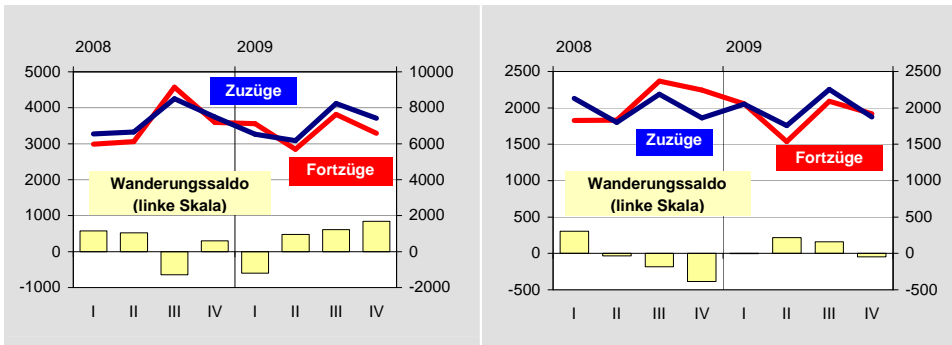 2008 2009
5000 10000
4000 8000
3000 6000
2000 4000
1000 2000
0 0
-1000 -2000
Zuzüge
Fortzüge
Wanderungssaldo
(linke Skala)
I II III IV I II III IV
2008 2009
2500 2500
2000 2000
1500 1500
1000 1000
500 500
0 0
-500 -500
Zuzüge
Fortzüge
Wanderungssaldo
(linke Skala)
I II III IV I II III IV